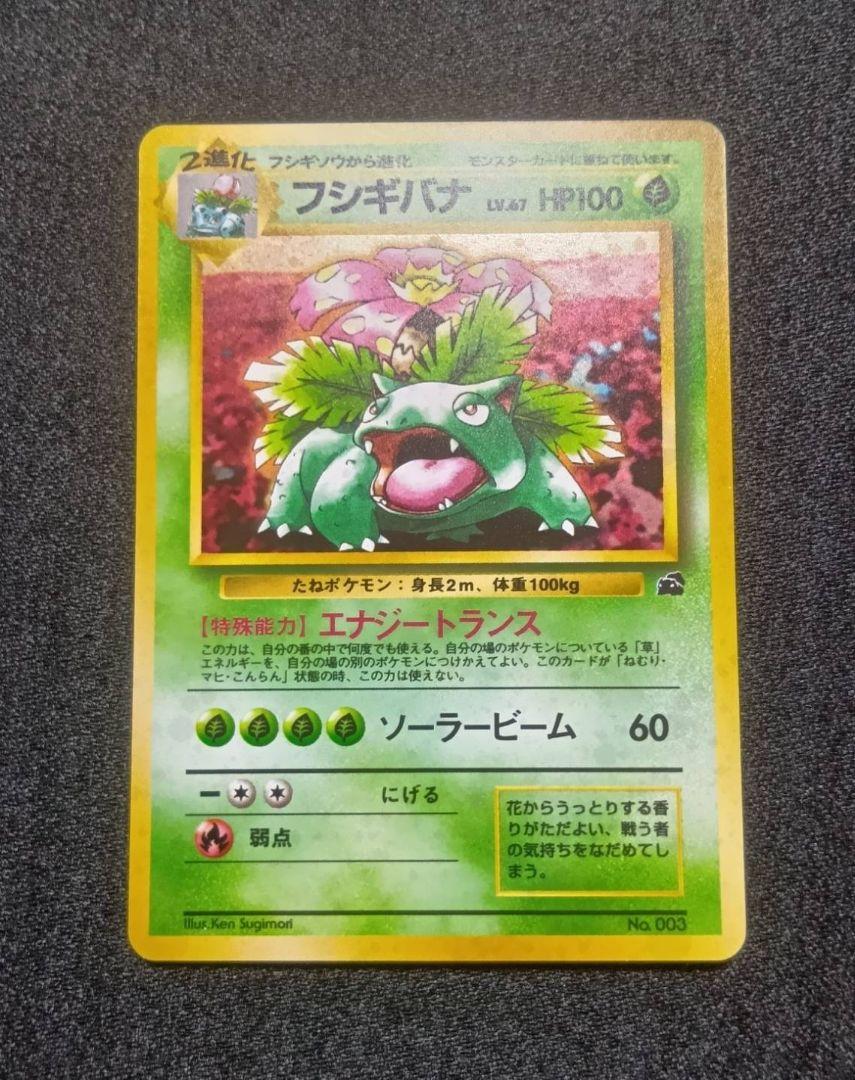 2進化 フシギソウから進化 モンスターカードに重ねて使います。
フシギバナ LV.67 HP100
たねポケモン：身長2m、体重100kg
【特殊能力】エナジートランス
この力は、自分の番の中で何度でも使える。自分の場のポケモンについている「草」
エネルギーを、自分の場の別のポケモンにつけかえてよい。このカードが「ねむり・
マヒ・こんらん」状態の時、この力は使えない。
ソーラービーム 60
ー にげる
弱点
花からうっとりする香
りがただよい、戦う者
の気持ちをなだめてし
まう。
Illus.Ken Sugimori No. 003